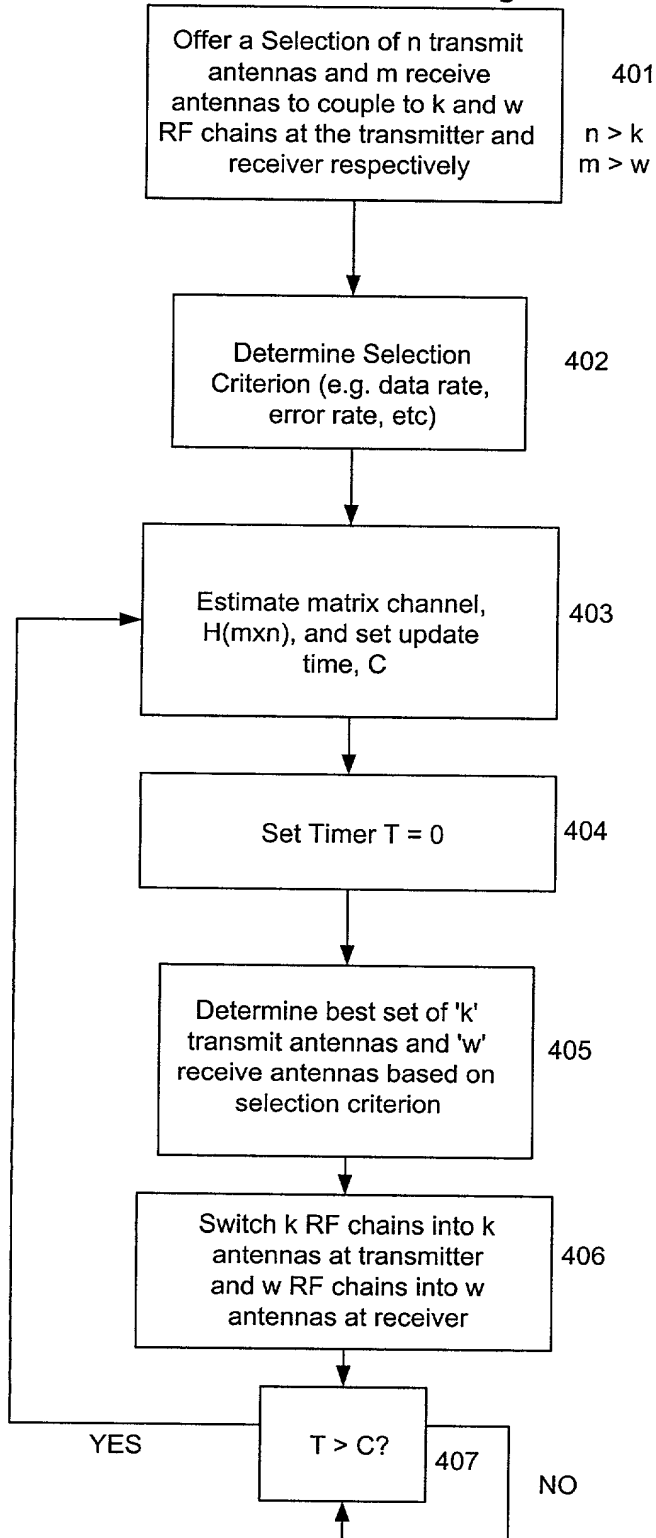 Offer a Selection of n transmit
antennas and m receive
antennas to couple to k and w
RF chains at the transmitter and
receiver respectively
401
n > k
m > w
Determine Selection
Criterion (e.g. data rate,
error rate, etc)
402
Estimate matrix channel,
H(mxn), and set update
time, C
403
Set Timer T = 0
404
Determine best set of 'k'
transmit antennas and 'w'
receive antennas based on
selection criterion
405
Switch k RF chains into k
antennas at transmitter
and w RF chains into w
antennas at receiver
406
T > C?
407
YES
NO